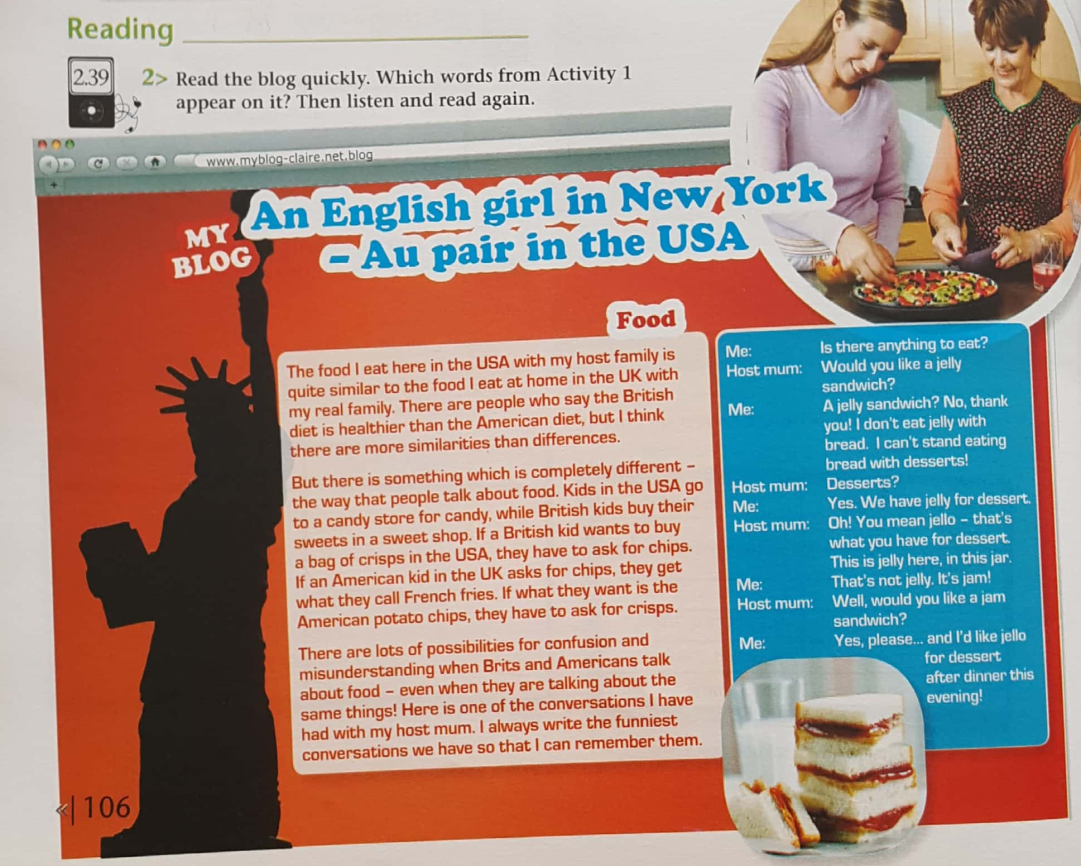 Reading
2.39
2> Read the blog quickly. Which words from Activity 1
appear on it? Then listen and read again.
www.myblog-claire.net.blog
MY
BLOG
An English girl in New York
– Au pair in the USA
Food
The food I eat here in the USA with my host family is
quite similar to the food I eat at home in the UK with
my real family. There are people who say the British
diet is healthier than the American diet, but I think
there are more similarities than differences.
But there is something which is completely different –
the way that people talk about food. Kids in the USA go
to a candy store for candy, while British kids buy their
sweets in a sweet shop. If a British kid wants to buy
a bag of crisps in the USA, they have to ask for chips.
If an American kid in the UK asks for chips, they get
what they call French fries. If what they want is the
American potato chips, they have to ask for crisps.
There are lots of possibilities for confusion and
misunderstanding when Brits and Americans talk
about food – even when they are talking about the
same things! Here is one of the conversations I have
had with my host mum. I always write the funniest
conversations we have so that I can remember them.
Me: Is there anything to eat?
Host mum: Would you like a jelly
sandwich?
Me: A jelly sandwich? No, thank
you! I don't eat jelly with
bread. I can't stand eating
bread with desserts!
Host mum: Desserts?
Me: Yes. We have jelly for dessert.
Host mum: Oh! You mean jello – that's
what you have for dessert.
This is jelly here, in this jar.
Me: That's not jelly. It's jam!
Host mum: Well, would you like a jam
sandwich?
Me: Yes, please... and I'd like jello
for dessert
after dinner this
evening!
«| 106